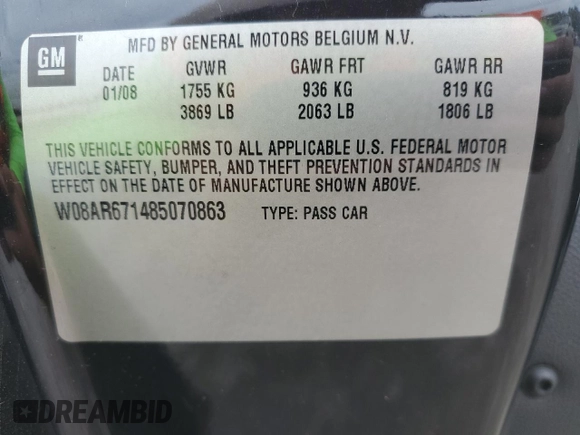 GM ®
MFD BY GENERAL MOTORS BELGIUM N.V.
DATE GVWR GAWR FRT GAWR RR
01/08 1755 KG 936 KG 819 KG
3869 LB 2063 LB 1806 LB
THIS VEHICLE CONFORMS TO ALL APPLICABLE U.S. FEDERAL MOTOR
VEHICLE SAFETY, BUMPER, AND THEFT PREVENTION STANDARDS IN
EFFECT ON THE DATE OF MANUFACTURE SHOWN ABOVE.
W08AR671485070863 TYPE: PASS CAR
DREAMBID